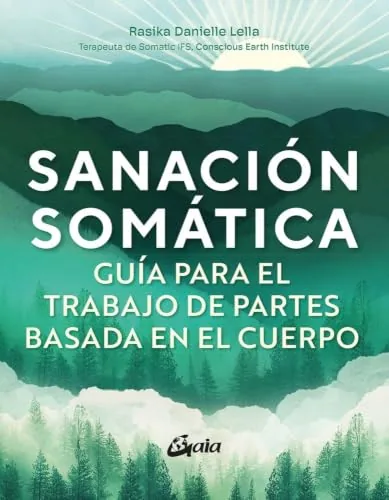 Rasika Danielle Lella
Terapeuta de Somatic IFS, Conscious Earth Institute
SANACIÓN
SOMÁTICA
GUÍA PARA EL
TRABAJO DE PARTES
BASADA EN EL CUERPO
Gaia